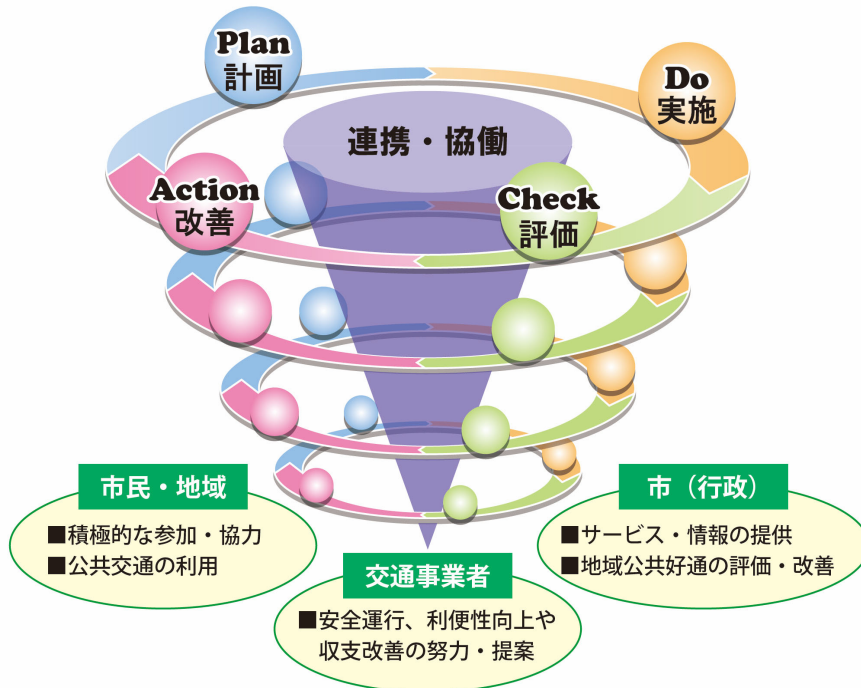 Plan
計画
Do
実施
連携・協働
Action
改善
Check
評価
市民・地域
■積極的な参加・協力
■公共交通の利用
交通事業者
■安全運行、利便性向上や
収支改善の努力・提案
市（行政）
■サービス・情報の提供
■地域公共好通の評価・改善